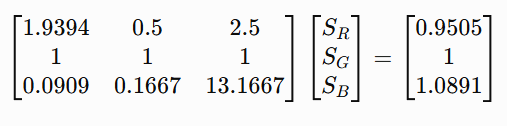 1.9394 0.5 2.5 S_R 0.9505
1 1 1 S_G = 1
0.0909 0.1667 13.1667 S_B 1.0891